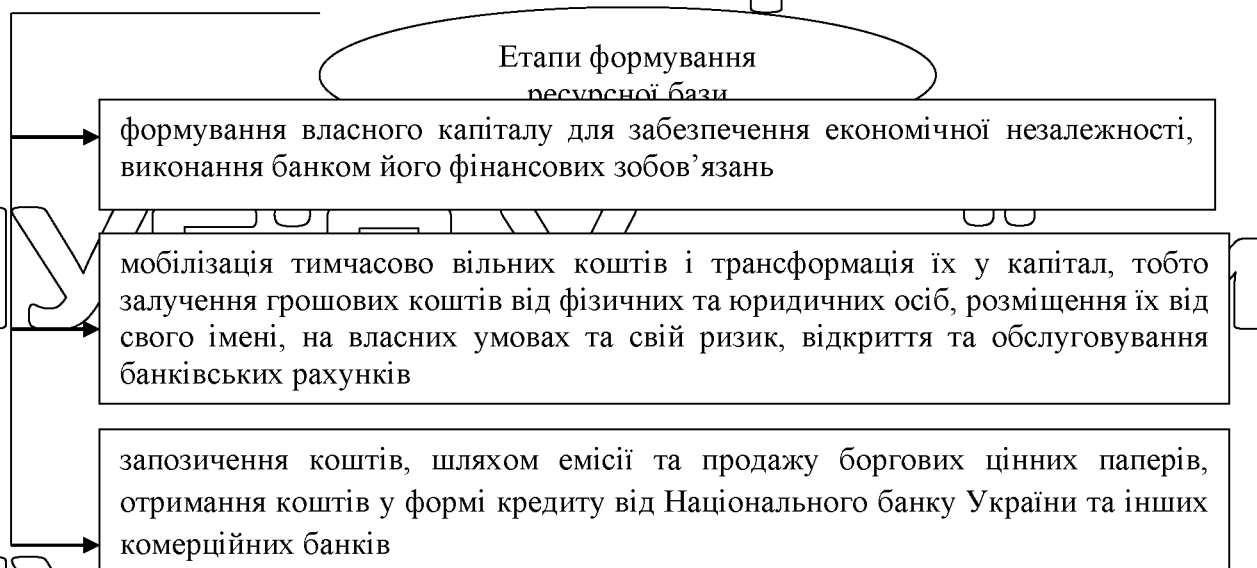 Етапи формування
ресурсної бази
формування власного капіталу для забезпечення економічної незалежності,
виконання банком його фінансових зобов’язань
мобілізація тимчасово вільних коштів і трансформація їх у капітал, тобто
залучення грошових коштів від фізичних та юридичних осіб, розміщення їх від
свого імені, на власних умовах та свій ризик, відкриття та обслуговування
банківських рахунків
запозичення коштів, шляхом емісії та продажу боргових цінних паперів,
отримання коштів у формі кредиту від Національного банку України та інших
комерційних банків